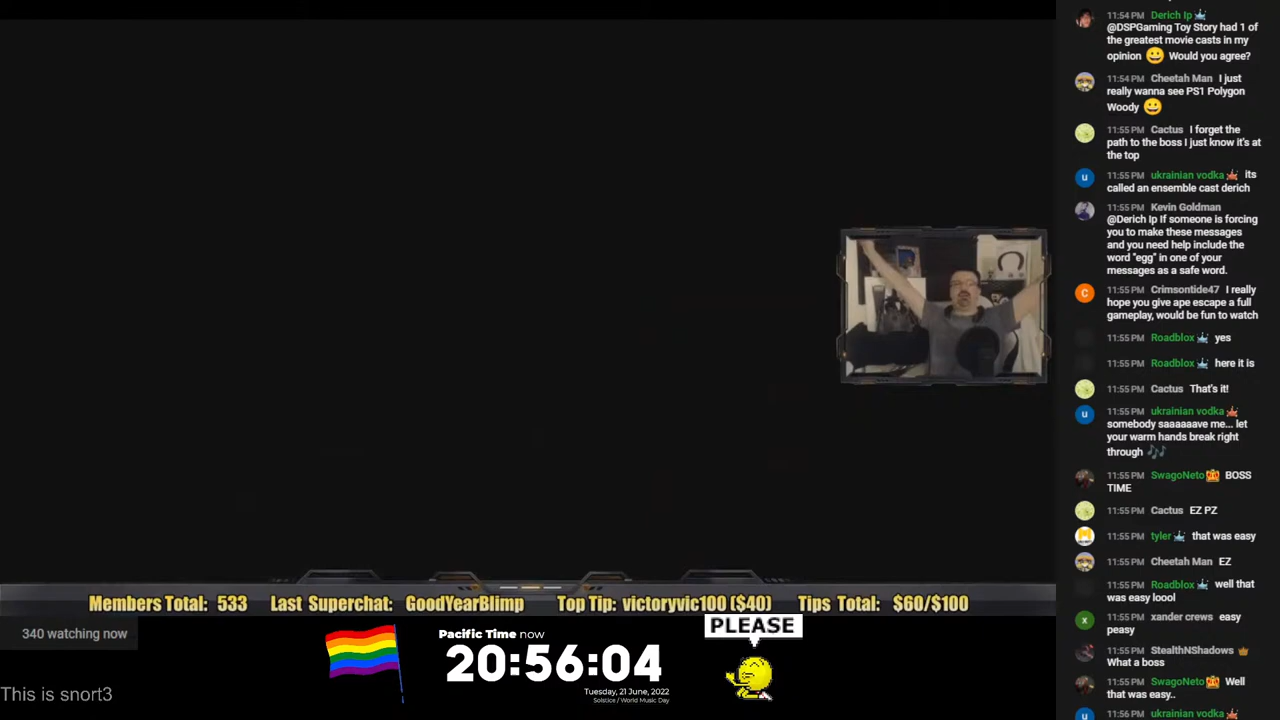 11:54 PM Derich Ip
@DSPGaming Toy Story had 1 of
the greatest movie casts in my
opinion 😀 Would you agree?
11:54 PM Cheetah Man I just
really wanna see PS1 Polygon
Woody 😀
11:55 PM Cactus I forget the
path to the boss I just know it's at
the top
u
11:55 PM ukrainian vodka its
called an ensemble cast derich
11:55 PM Kevin Goldman
@Derich Ip If someone is forcing
you to make these messages
and you need help include the
word "egg" in one of your
messages as a safe word.
C
11:55 PM Crimsontide47 I really
hope you give ape escape a full
gameplay, would be fun to watch
11:55 PM Roadblox yes
11:55 PM Roadblox here it is
11:55 PM Cactus That's it!
u
11:55 PM ukrainian vodka
somebody saaaaaave me... let
your warm hands break right
through 🎶
11:55 PM SwagoNeto BOSS
TIME
11:55 PM Cactus EZ PZ
11:55 PM tyler that was easy
11:55 PM Cheetah Man EZ
11:55 PM Roadblox well that
was easy loool
x
11:55 PM xander crews easy
peasy
11:55 PM StealthNShadows
What a boss
11:55 PM SwagoNeto Well
that was easy..
u
11:56 PM ukrainian vodka
Members Total: 533 Last Superchat: GoodYearBlimp Top Tip: victoryvic100 ($40) Tips Total: $60/$100
340 watching now
Pacific Time now
20:56:04
Tuesday, 21 June, 2022
Solstice / World Music Day
PLEASE
This is snort3